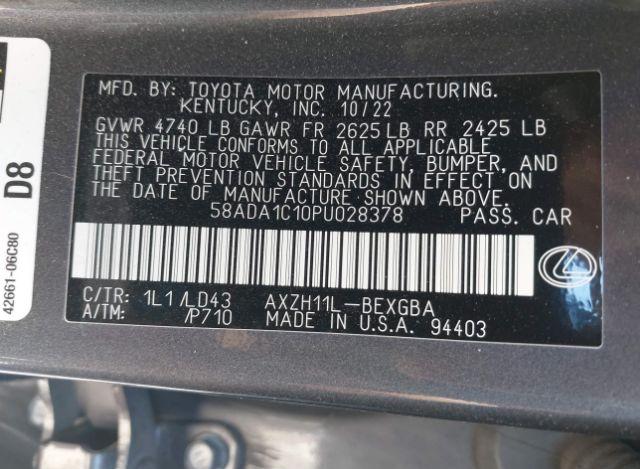 MFD. BY: TOYOTA MOTOR MANUFACTURING.
KENTUCKY, INC. 10/22
GVWR 4740 LB GAWR FR 2625 LB RR 2425 LB
THIS VEHICLE CONFORMS TO ALL APPLICABLE
FEDERAL MOTOR VEHICLE SAFETY, BUMPER, AND
THEFT PREVENTION STANDARDS IN EFFECT ON
THE DATE OF MANUFACTURE SHOWN ABOVE.
58ADA1C10PU028378 PASS. CAR
C/TR: 1L1/LD43 AXZH11L-BEXGBA
A/TM: /P710 MADE IN U.S.A. 94403
D8
42661-06C80